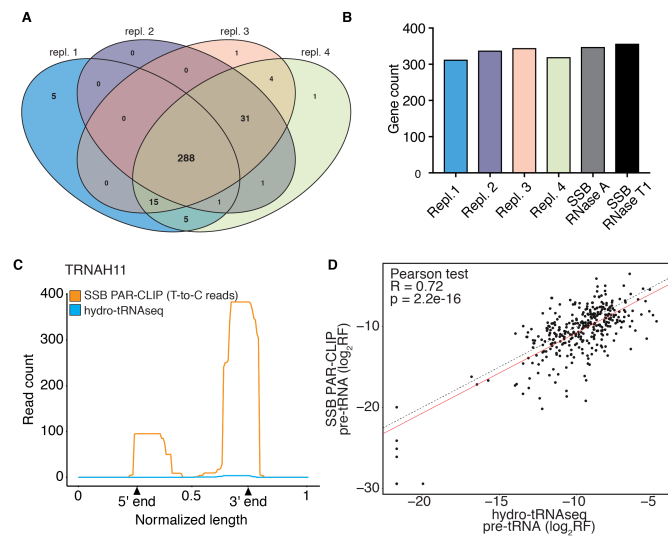 A
repl. 1
repl. 2
repl. 3
repl. 4
0
1
5
0
0
4
1
0
31
288
0
1
15
1
5
B
Gene count
400
300
200
100
0
Repl.1
Repl. 2
Repl. 3
Repl. 4
SSB RNase A
SSB RNase T1
C
TRNAH11
SSB PAR-CLIP (T-to-C reads)
hydro-tRNAseq
Read count
400
300
200
100
0
0
0.5
1
5' end
3' end
Normalized length
D
Pearson test
R = 0.72
p = 2.2e-16
SSB PAR-CLIP
pre-tRNA (log2RF)
−10
−20
−30
−20
−15
−10
−5
hydro-tRNAseq
pre-tRNA (log2RF)